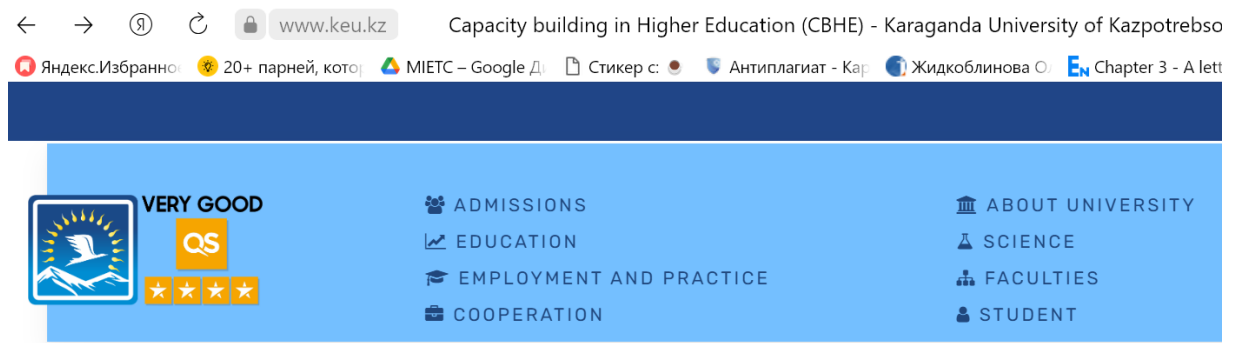 Я www.keu.kz Capacity building in Higher Education (CBHE) - Karaganda University of Kazpotrebso
Яндекс.Избранно 20+ парней, кото MIETC – Google Д Стикер с: Антиплагиат - Кар Жидкоблинова О EN Chapter 3 - A lett
VERY GOOD
QS
ADMISSIONS
EDUCATION
EMPLOYMENT AND PRACTICE
COOPERATION
ABOUT UNIVERSITY
SCIENCE
FACULTIES
STUDENT